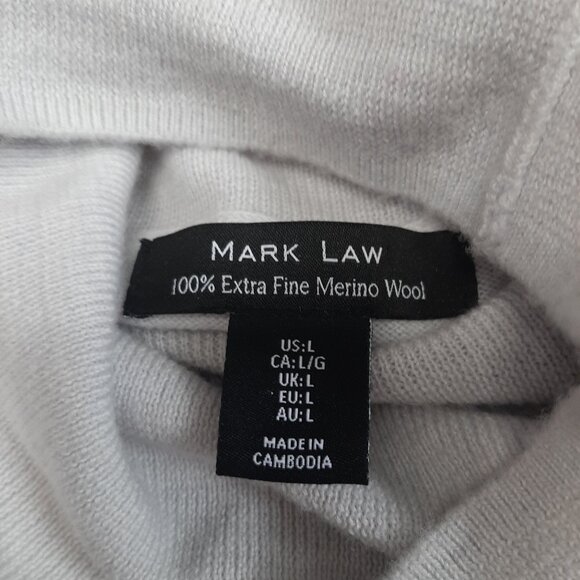 MARK LAW
100% Extra Fine Merino Wool
US:L
CA:L/G
UK:L
EU:L
AU:L
MADE IN
CAMBODIA